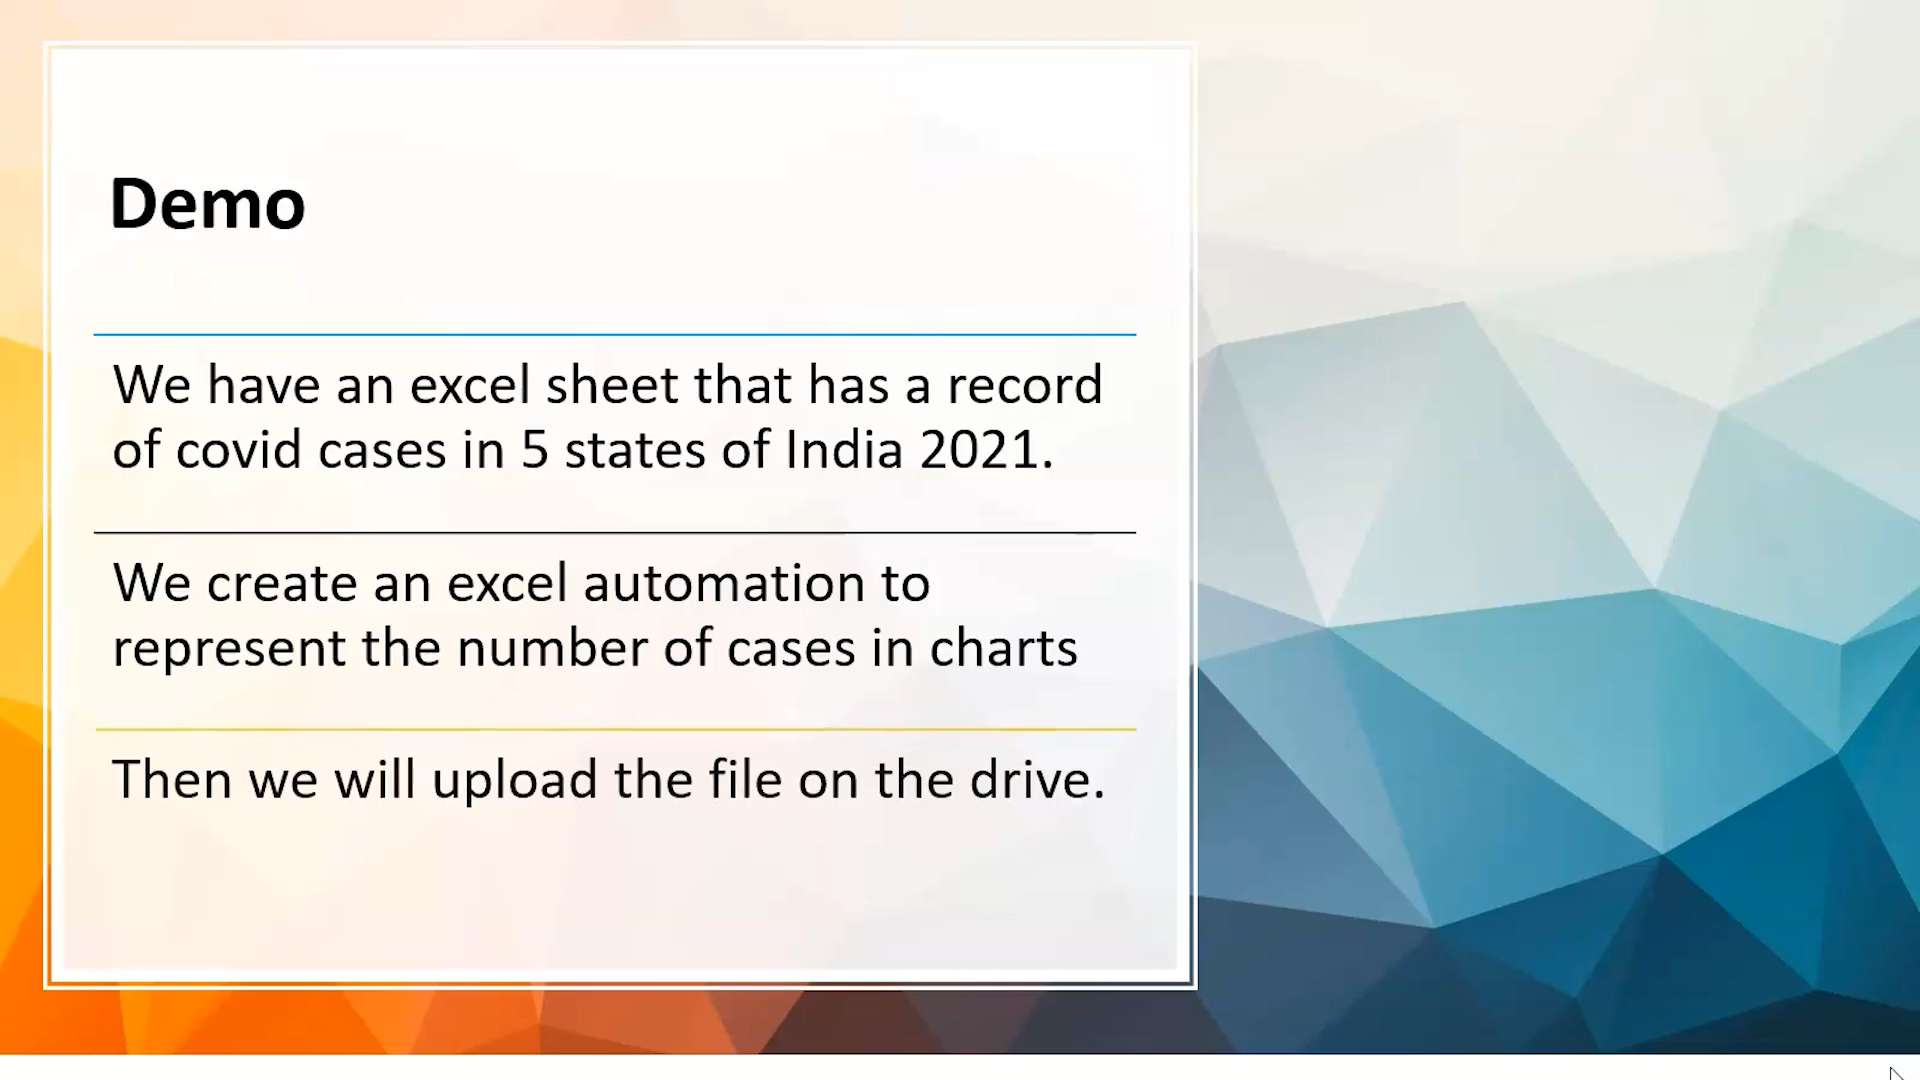 Demo
We have an excel sheet that has a record
of covid cases in 5 states of India 2021.
We create an excel automation to
represent the number of cases in charts
Then we will upload the file on the drive.